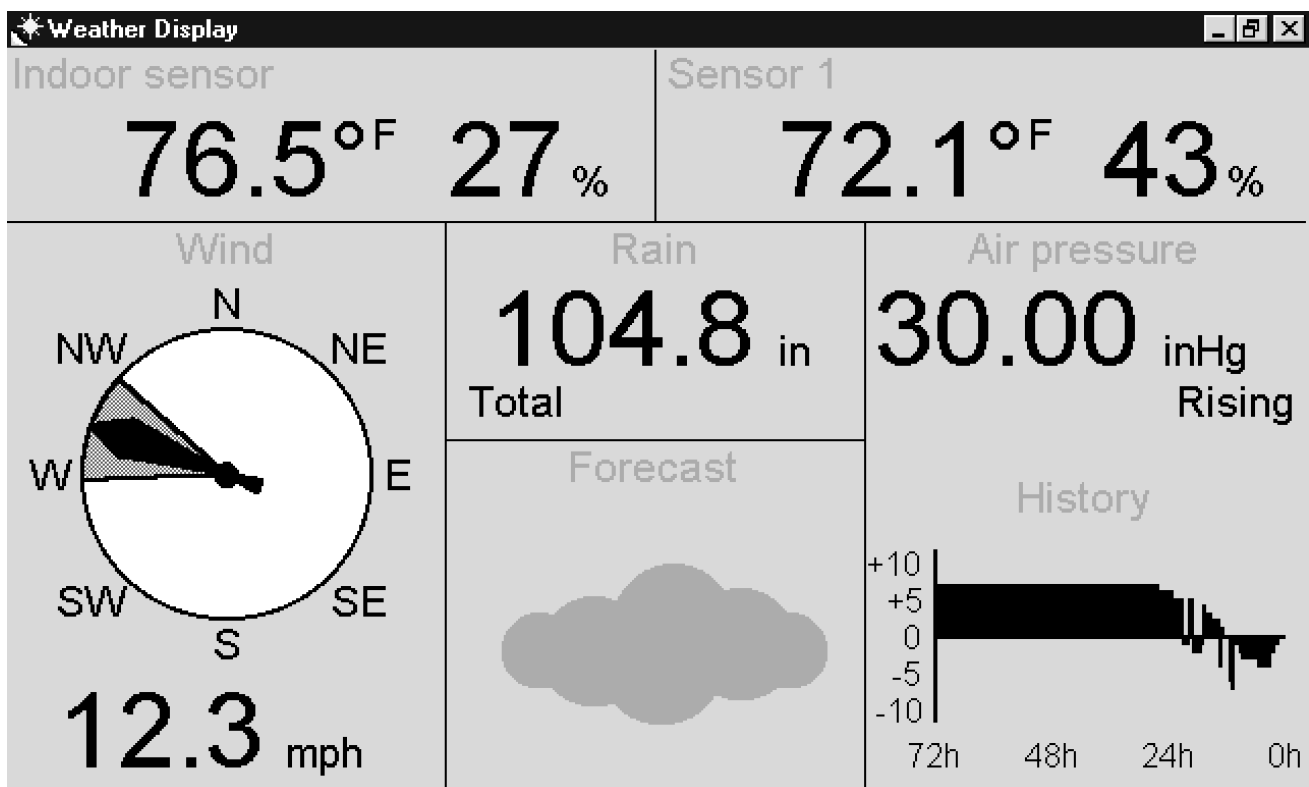 Weather Display
Indoor sensor
76.5°F 27%
Sensor 1
72.1°F 43%
Wind
N
NW
NE
W
E
SW
SE
S
12.3 mph
Rain
104.8 in
Total
Forecast
Air pressure
30.00 inHg
Rising
History
+10
+5
0
-5
-10
72h 48h 24h 0h